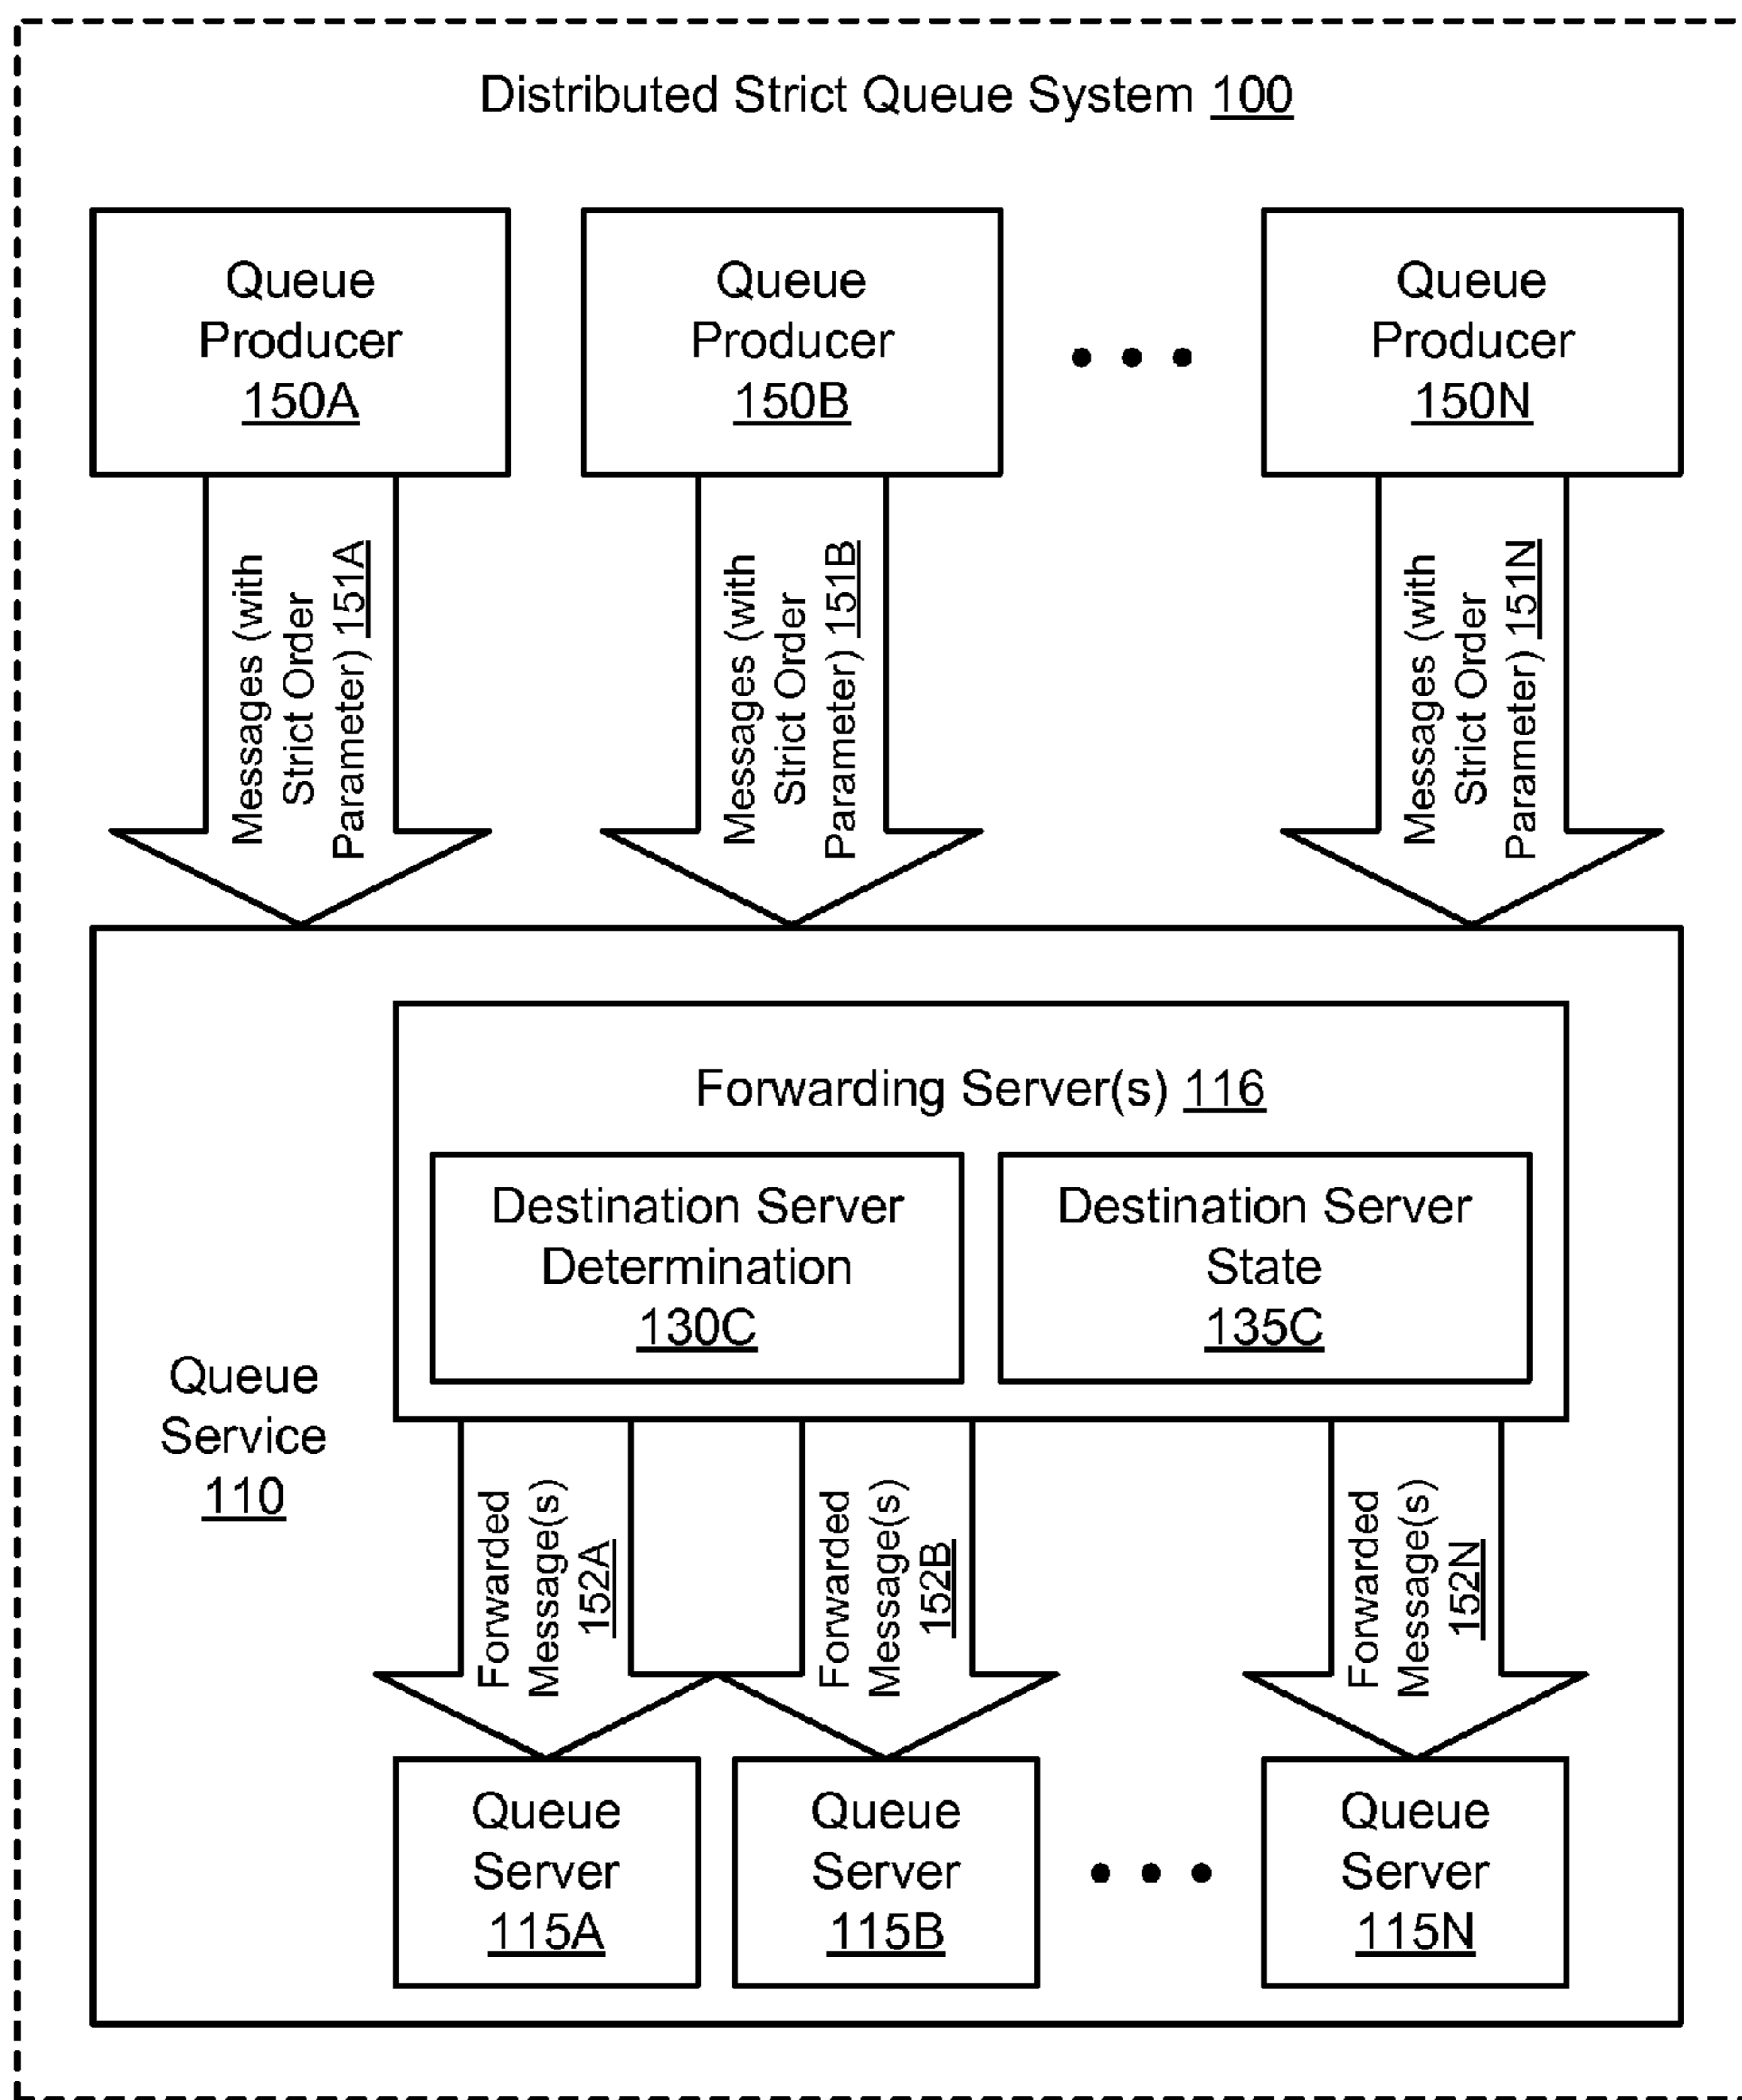 Distributed Strict Queue System 100
Queue
Producer
150A
Queue
Producer
150B
Queue
Producer
150N
Messages (with
Strict Order
Parameter) 151A
Messages (with
Strict Order
Parameter) 151B
Messages (with
Strict Order
Parameter) 151N
Forwarding Server(s) 116
Destination Server
Determination
130C
Destination Server
State
135C
Queue
Service
110
Forwarded
Message(s)
152A
Forwarded
Message(s)
152B
Forwarded
Message(s)
152N
Queue
Server
115A
Queue
Server
115B
Queue
Server
115N